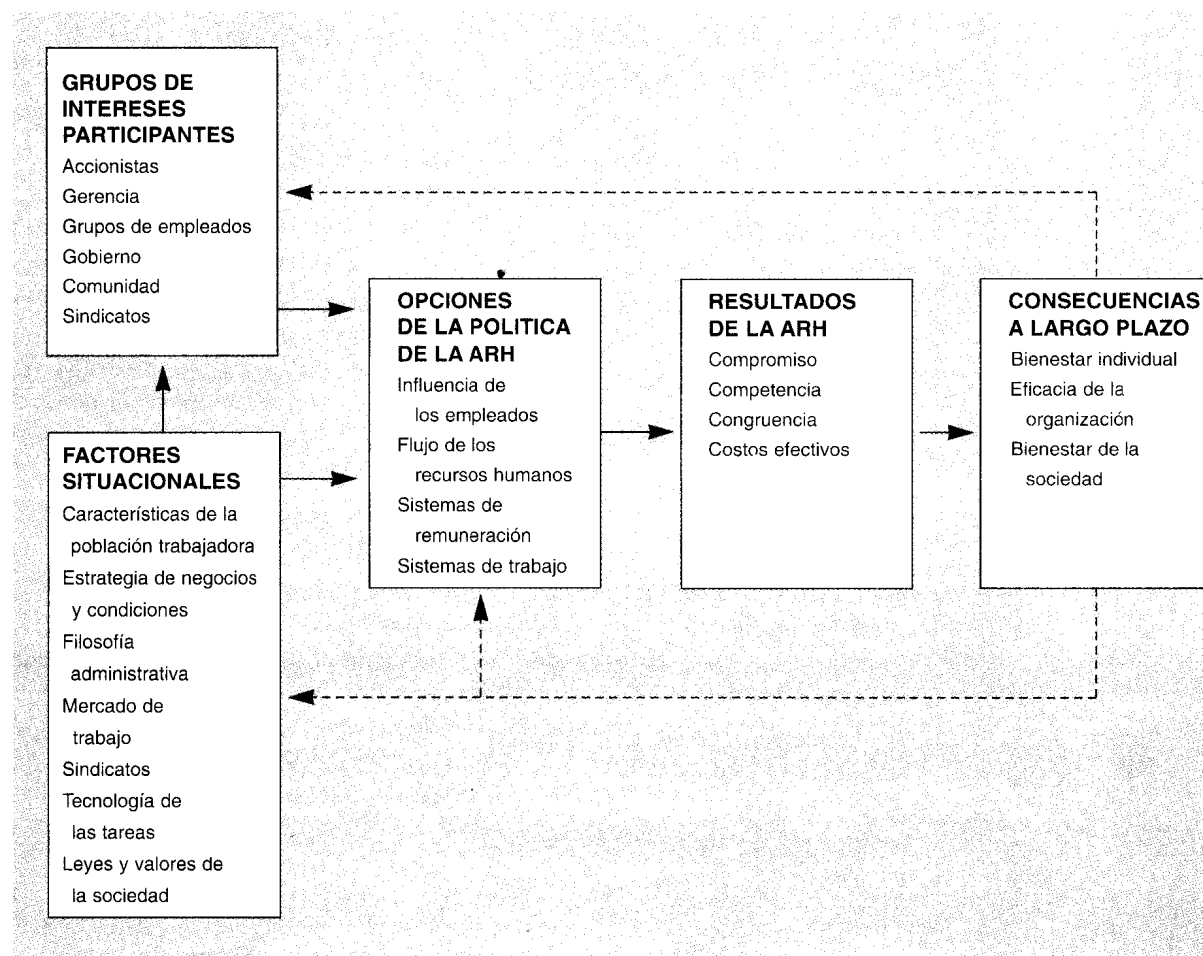 GRUPOS DE
INTERESES
PARTICIPANTES
Accionistas
Gerencia
Grupos de empleados
Gobierno
Comunidad
Sindicatos
FACTORES
SITUACIONALES
Características de la
población trabajadora
Estrategia de negocios
y condiciones
Filosofía
administrativa
Mercado de
trabajo
Sindicatos
Tecnología de
las tareas
Leyes y valores de
la sociedad
OPCIONES
DE LA POLITICA
DE LA ARH
Influencia de
los empleados
Flujo de los
recursos humanos
Sistemas de
remuneración
Sistemas de trabajo
RESULTADOS
DE LA ARH
Compromiso
Competencia
Congruencia
Costos efectivos
CONSECUENCIAS
A LARGO PLAZO
Bienestar individual
Eficacia de la
organización
Bienestar de la
sociedad